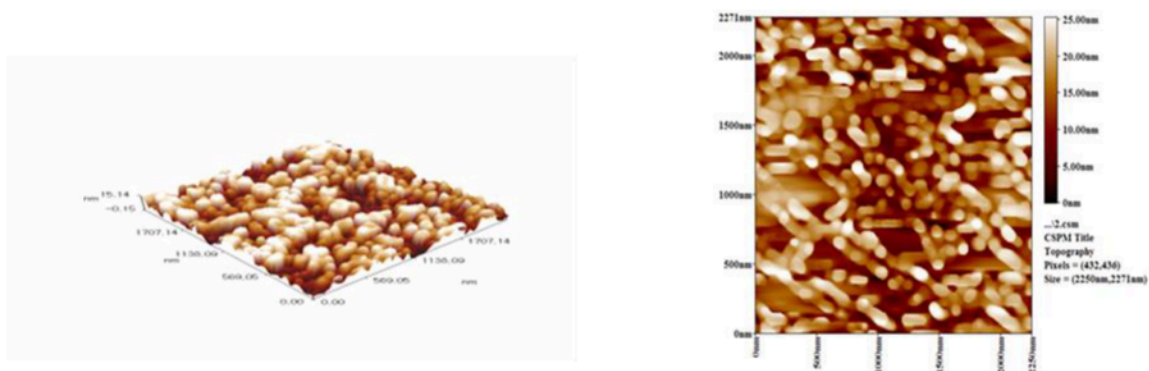 15.14
nm
-0.15
1707.14
1138.09
nm
569.05
0.00
0.00
569.05
nm
1138.09
1707.14
2271nm
2000nm
1500nm
1000nm
500nm
0nm
0nm
500nm
1000nm
1500nm
2000nm
2250nm
25.00nm
20.00nm
15.00nm
10.00nm
5.00nm
0nm
...\2.csm
CSPM Title
Topography
Pixels = (432,436)
Size = (2250nm,2271nm)